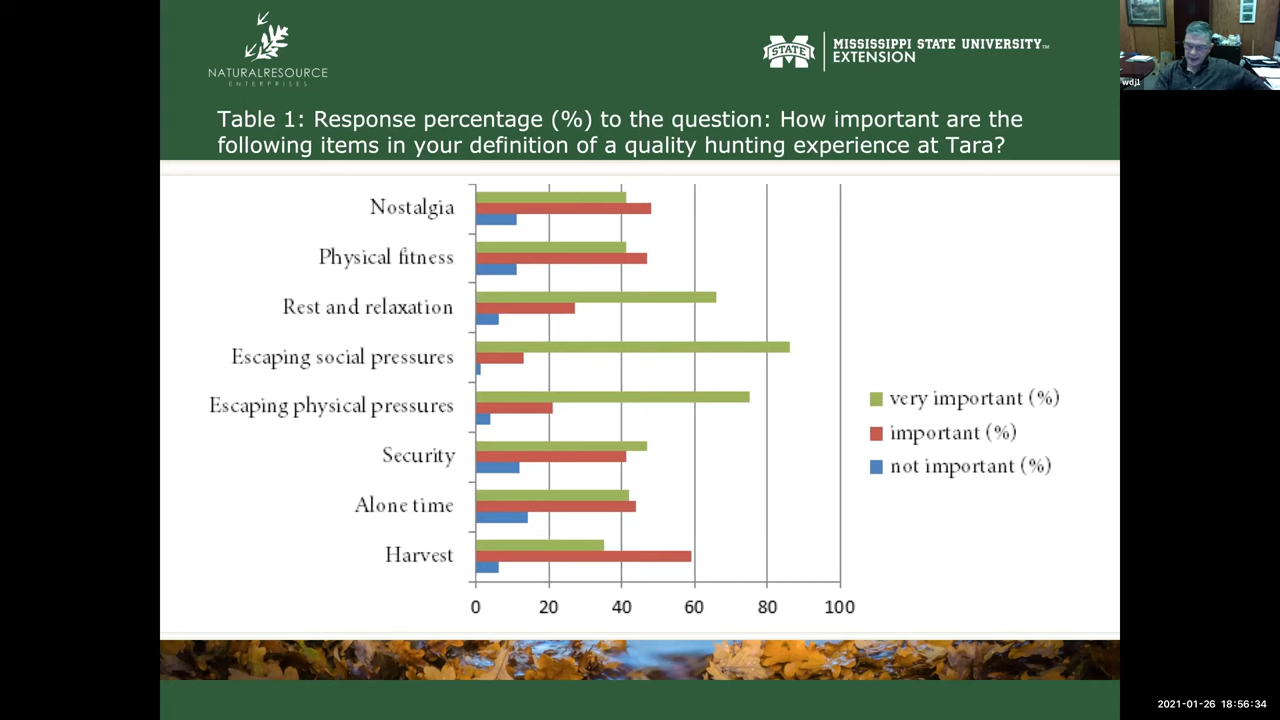 NATURALRESOURCE
ENTERPRISES
STATE
MISSISSIPPI STATE UNIVERSITY™
EXTENSION
wdj1
Table 1: Response percentage (%) to the question: How important are the
following items in your definition of a quality hunting experience at Tara?
Nostalgia
Physical fitness
Rest and relaxation
Escaping social pressures
Escaping physical pressures
Security
Alone time
Harvest
0 20 40 60 80 100
very important (%)
important (%)
not important (%)
2021-01-26 18:56:34